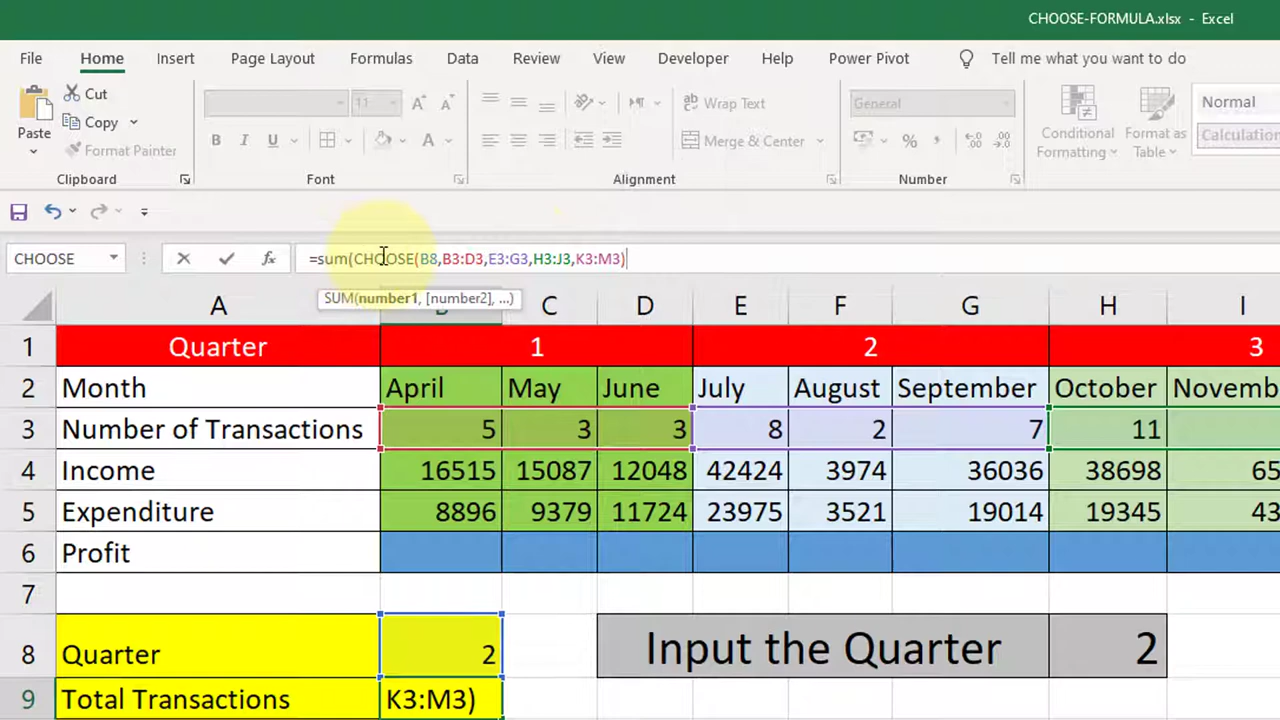 CHOOSE-FORMULA.xlsx - Excel
File Home Insert Page Layout Formulas Data Review View Developer Help Power Pivot Tell me what you want to do
Cut
Copy
Format Painter
Paste
11
ab Wrap Text
Merge & Center
General
Conditional Formatting
Format as Table
Normal
Calculation
Clipboard Font Alignment Number
CHOOSE fx =sum(CHOOSE(B8,B3:D3,E3:G3,H3:J3,K3:M3)
SUM(number1, [number2], ...)
A C D E F G H I
1 Quarter 1 2 3
2 Month April May June July August September October Novemb
3 Number of Transactions 5 3 3 8 2 7 11
4 Income 16515 15087 12048 42424 3974 36036 38698 65
5 Expenditure 8896 9379 11724 23975 3521 19014 19345 43
6 Profit
7
8 Quarter 2 Input the Quarter 2
9 Total Transactions K3:M3)